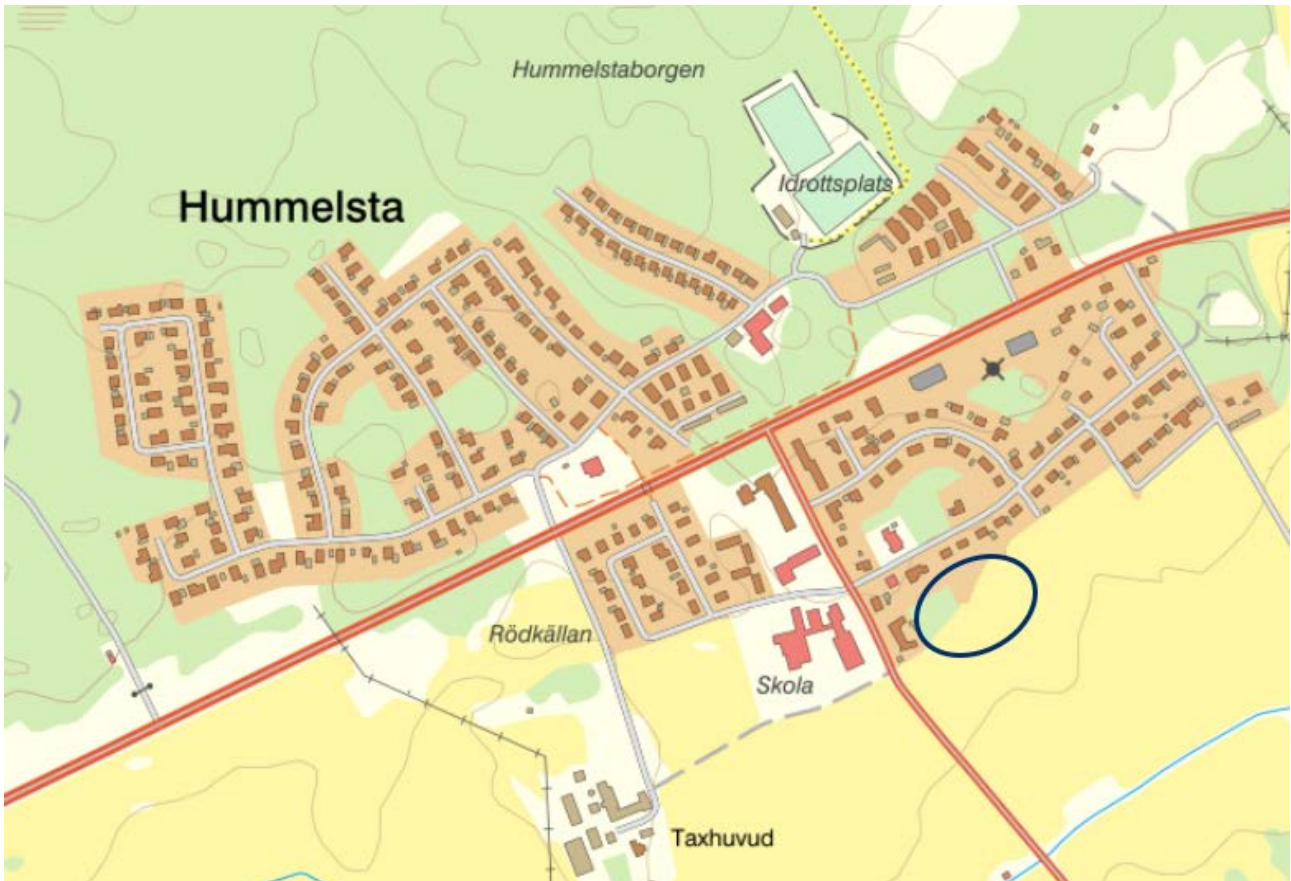 Hummelstaborgen
Idrottsplats
Hummelsta
Rödkällan
Skola
Taxhuvud